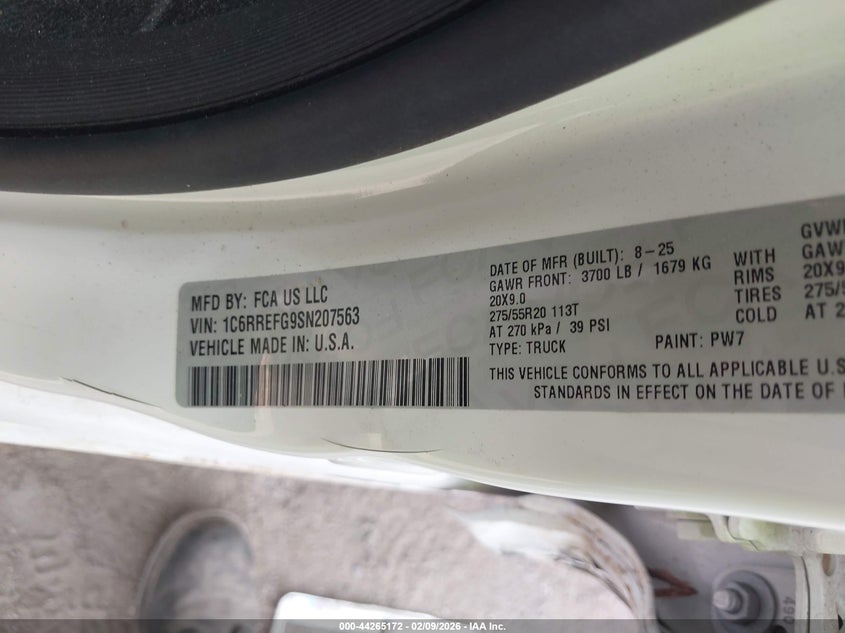 MFD BY: FCA US LLC
VIN: 1C6RREFG9SN207563
VEHICLE MADE IN: U.S.A.
DATE OF MFR (BUILT): 8-25
GAWR FRONT: 3700 LB / 1679 KG WITH
20X9.0 RIMS
275/55R20 113T TIRES
AT 270 kPa / 39 PSI COLD
TYPE: TRUCK PAINT: PW7
THIS VEHICLE CONFORMS TO ALL APPLICABLE U.S
STANDARDS IN EFFECT ON THE DATE OF
GVW
GAW
20X9
275/5
AT 2
490
000-44265172 - 02/09/2026 - IAA Inc.